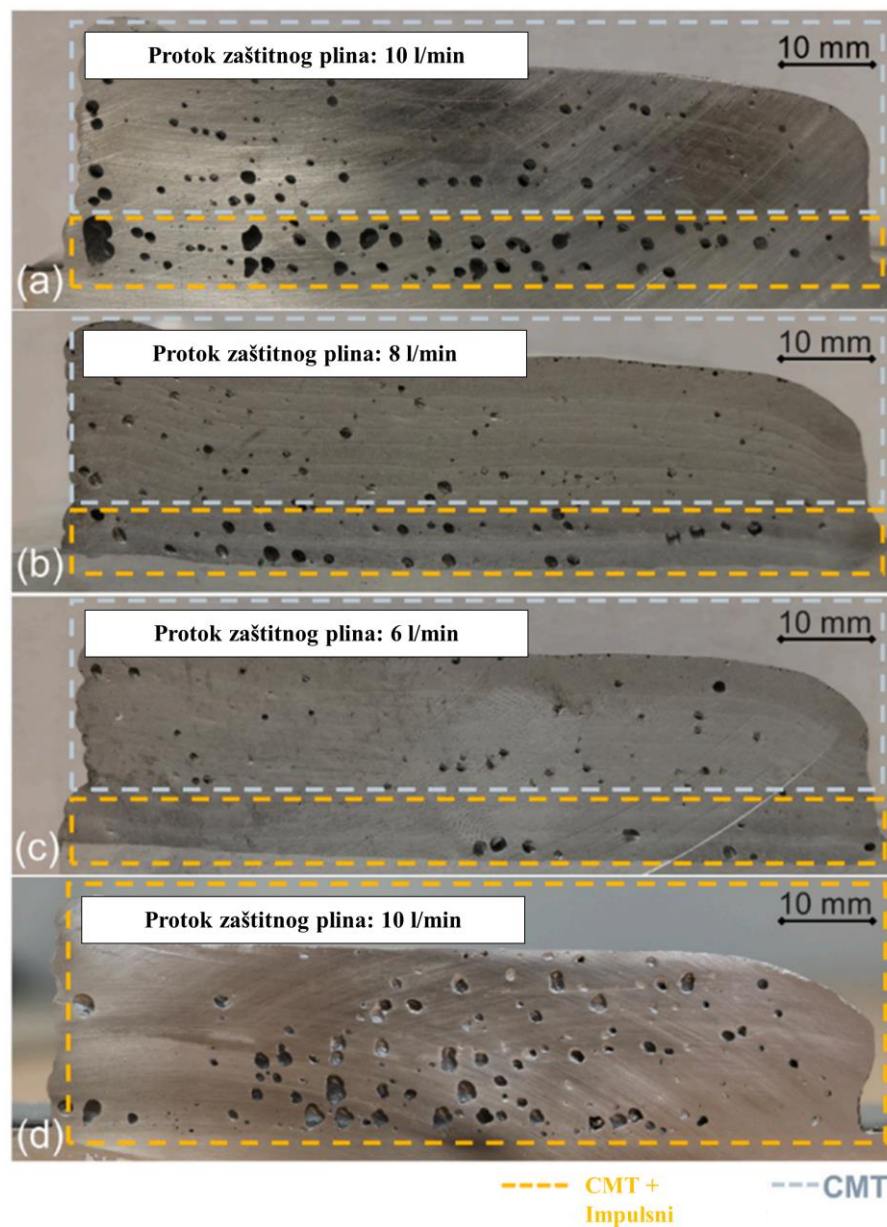 Protok zaštitnog plina: 10 l/min
10 mm
(a)
Protok zaštitnog plina: 8 l/min
10 mm
(b)
Protok zaštitnog plina: 6 l/min
10 mm
(c)
Protok zaštitnog plina: 10 l/min
10 mm
(d)
CMT +
Impulsni
CMT